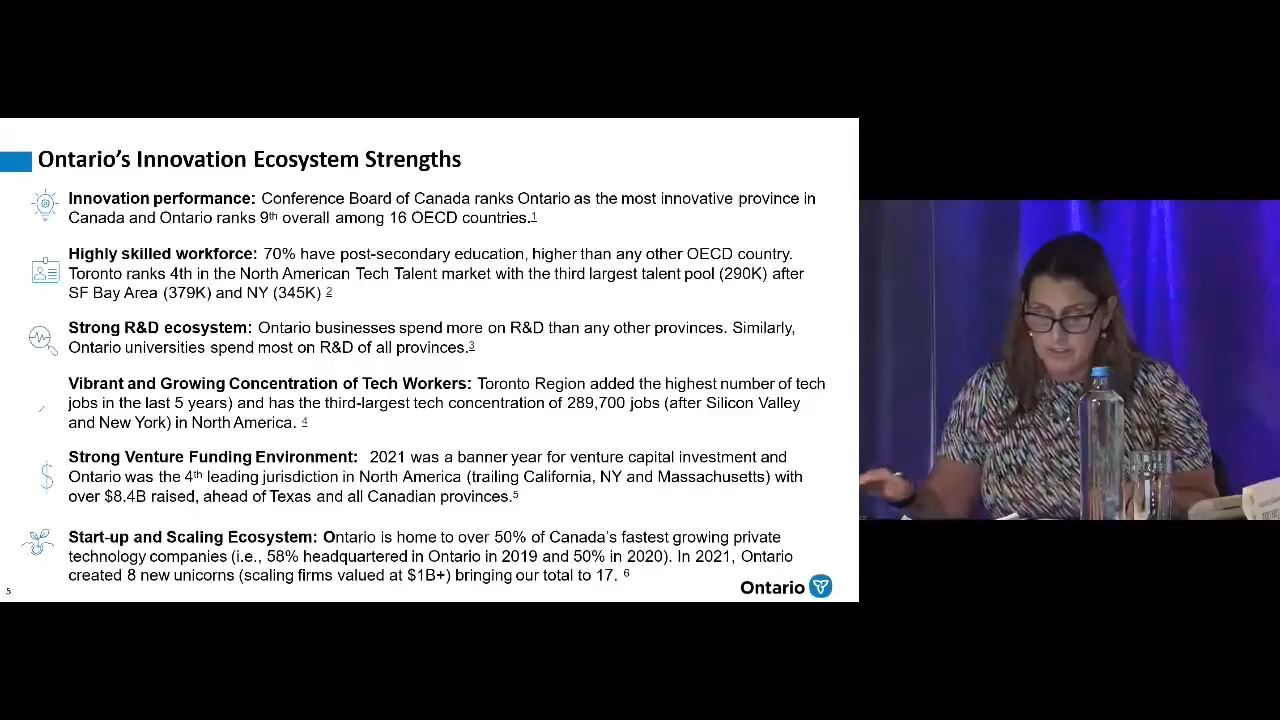 Ontario's Innovation Ecosystem Strengths
Innovation performance: Conference Board of Canada ranks Ontario as the most innovative province in
Canada and Ontario ranks 9th overall among 16 OECD countries.1
Highly skilled workforce: 70% have post-secondary education, higher than any other OECD country.
Toronto ranks 4th in the North American Tech Talent market with the third largest talent pool (290K) after
SF Bay Area (379K) and NY (345K) 2
Strong R&D ecosystem: Ontario businesses spend more on R&D than any other provinces. Similarly,
Ontario universities spend most on R&D of all provinces.3
Vibrant and Growing Concentration of Tech Workers: Toronto Region added the highest number of tech
jobs in the last 5 years) and has the third-largest tech concentration of 289,700 jobs (after Silicon Valley
and New York) in North America. 4
Strong Venture Funding Environment: 2021 was a banner year for venture capital investment and
Ontario was the 4th leading jurisdiction in North America (trailing California, NY and Massachusetts) with
over $8.4B raised, ahead of Texas and all Canadian provinces.5
Start-up and Scaling Ecosystem: Ontario is home to over 50% of Canada's fastest growing private
technology companies (i.e., 58% headquartered in Ontario in 2019 and 50% in 2020). In 2021, Ontario
created 8 new unicorns (scaling firms valued at $1B+) bringing our total to 17. 6
5
Ontario